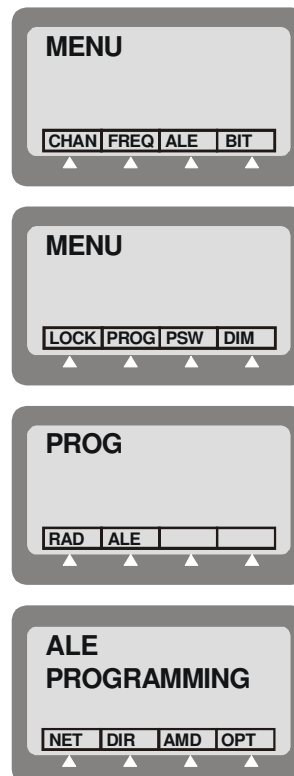 MENU
CHAN FREQ ALE BIT
MENU
LOCK PROG PSW DIM
PROG
RAD ALE
ALE
PROGRAMMING
NET DIR AMD OPT